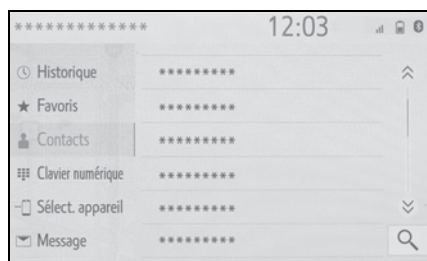 ************* 12:03
Historique *********
Favoris *********
Contacts *********
Clavier numérique *********
Sélect. appareil *********
Message *********